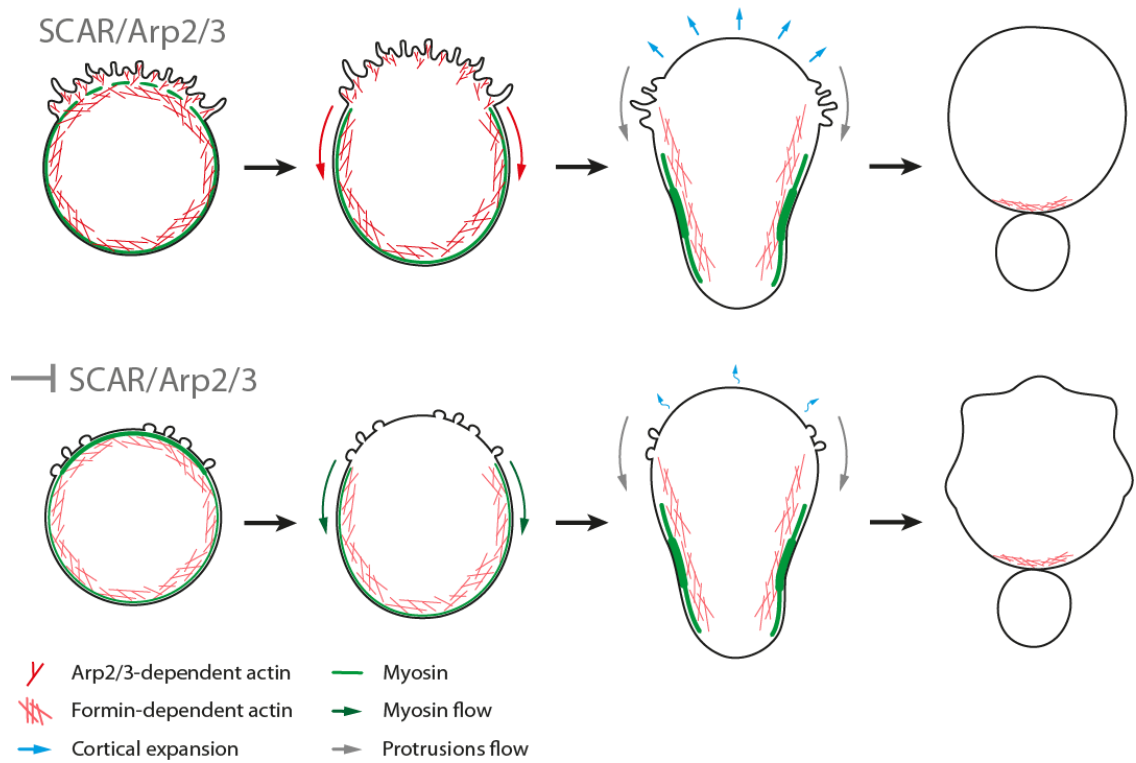 SCAR/Arp2/3
SCAR/Arp2/3
Arp2/3-dependent actin
Myosin
Formin-dependent actin
Myosin flow
Cortical expansion
Protrusions flow